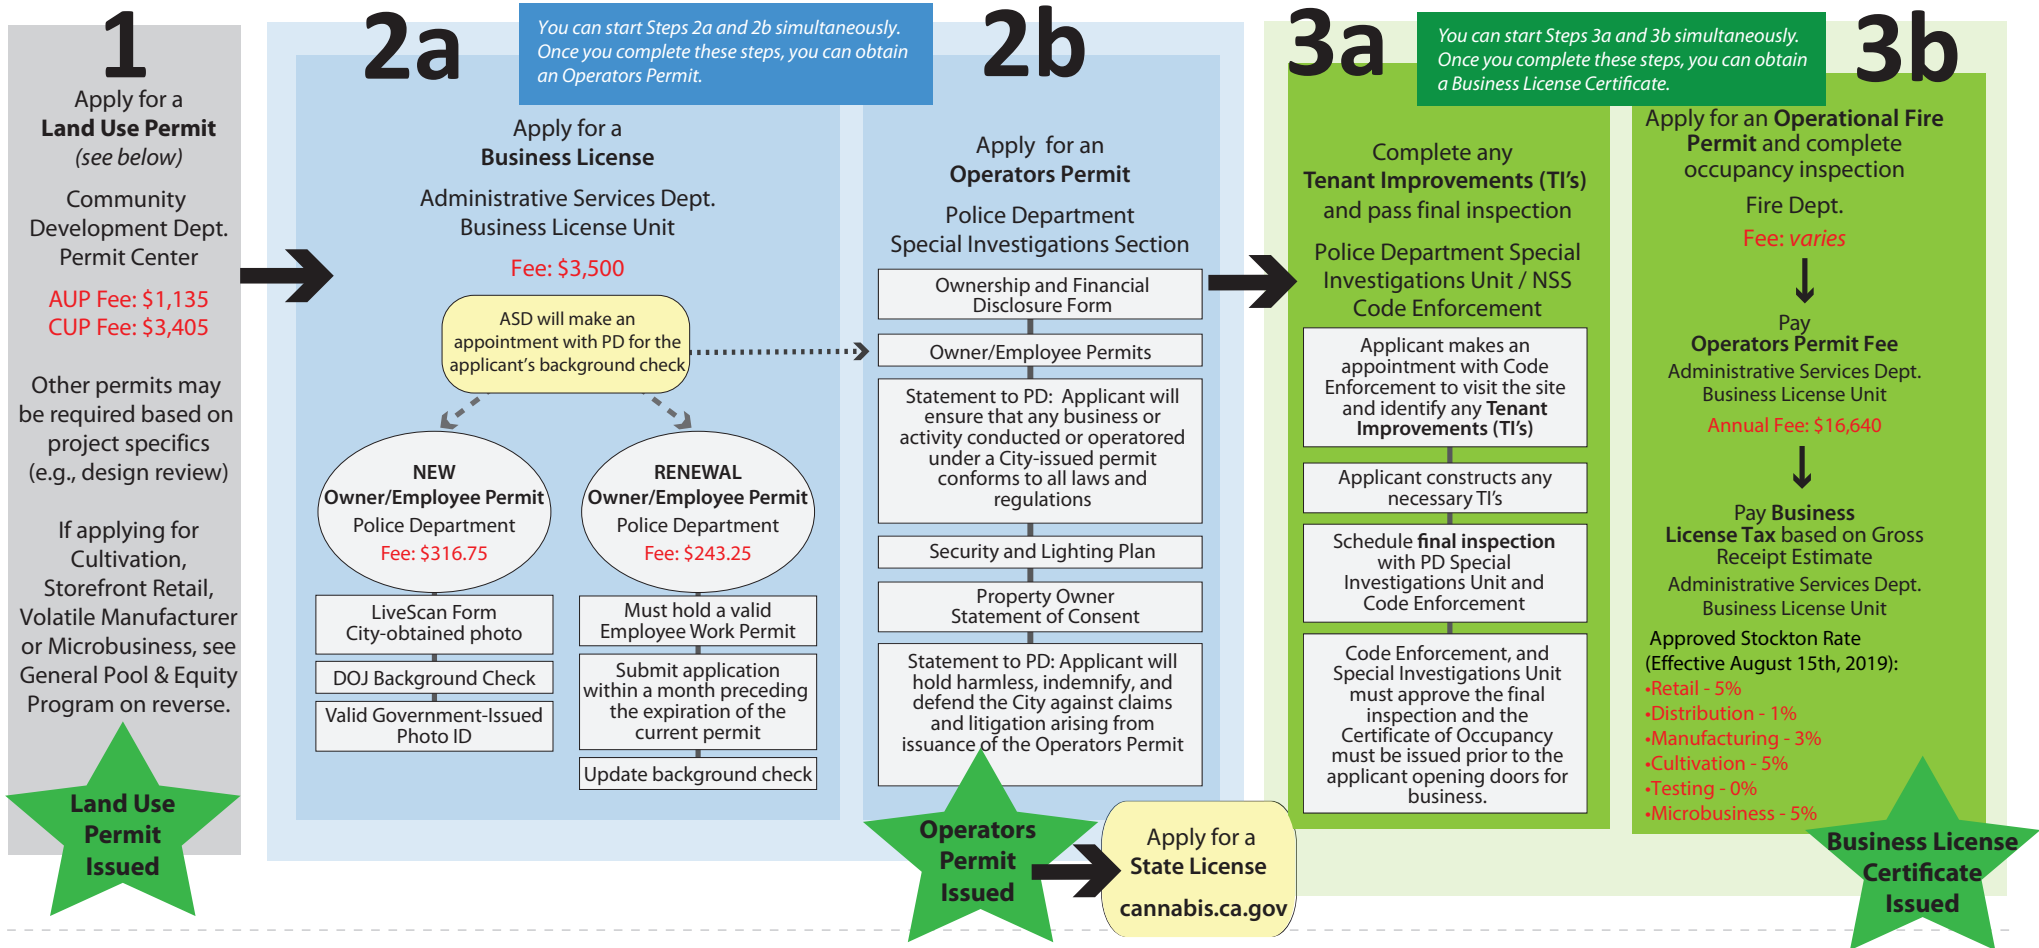 1
Apply for a
Land Use Permit
(see below)
Community
Development Dept.
Permit Center
AUP Fee: $1,135
CUP Fee: $3,405
Other permits may
be required based on
project specifics
(e.g., design review)
If applying for
Cultivation,
Storefront Retail,
Volatile Manufacturer
or Microbusiness, see
General Pool & Equity
Program on reverse.
Land Use
Permit
Issued
2a
You can start Steps 2a and 2b simultaneously.
Once you complete these steps, you can obtain
an Operators Permit.
Apply for a
Business License
Administrative Services Dept.
Business License Unit
Fee: $3,500
ASD will make an
appointment with PD for the
applicant's background check
NEW
Owner/Employee Permit
Police Department
Fee: $316.75
LiveScan Form
City-obtained photo
DOJ Background Check
Valid Government-Issued
Photo ID
RENEWAL
Owner/Employee Permit
Police Department
Fee: $243.25
Must hold a valid
Employee Work Permit
Submit application
within a month preceding
the expiration of the
current permit
Update background check
2b
Apply for an
Operators Permit
Police Department
Special Investigations Section
Ownership and Financial
Disclosure Form
Owner/Employee Permits
Statement to PD: Applicant will
ensure that any business or
activity conducted or operatored
under a City-issued permit
conforms to all laws and
regulations
Security and Lighting Plan
Property Owner
Statement of Consent
Statement to PD: Applicant will
hold harmless, indemnify, and
defend the City against claims
and litigation arising from
issuance of the Operators Permit
Operators
Permit
Issued
Apply for a
State License
cannabis.ca.gov
3a
You can start Steps 3a and 3b simultaneously.
Once you complete these steps, you can obtain
a Business License Certificate.
Complete any
Tenant Improvements (TI's)
and pass final inspection
Police Department Special
Investigations Unit / NSS
Code Enforcement
Applicant makes an
appointment with Code
Enforcement to visit the site
and identify any Tenant
Improvements (TI's)
Applicant constructs any
necessary TI's
Schedule final inspection
with PD Special
Investigations Unit and
Code Enforcement
Code Enforcement, and
Special Investigations Unit
must approve the final
inspection and the
Certificate of Occupancy
must be issued prior to the
applicant opening doors for
business.
3b
Apply for an Operational Fire
Permit and complete
occupancy inspection
Fire Dept.
Fee: varies
Pay
Operators Permit Fee
Administrative Services Dept.
Business License Unit
Annual Fee: $16,640
Pay Business
License Tax based on Gross
Receipt Estimate
Administrative Services Dept.
Business License Unit
Approved Stockton Rate
(Effective August 15th, 2019):
•Retail - 5%
•Distribution - 1%
•Manufacturing - 3%
•Cultivation - 5%
•Testing - 0%
•Microbusiness - 5%
Business License
Certificate
Issued